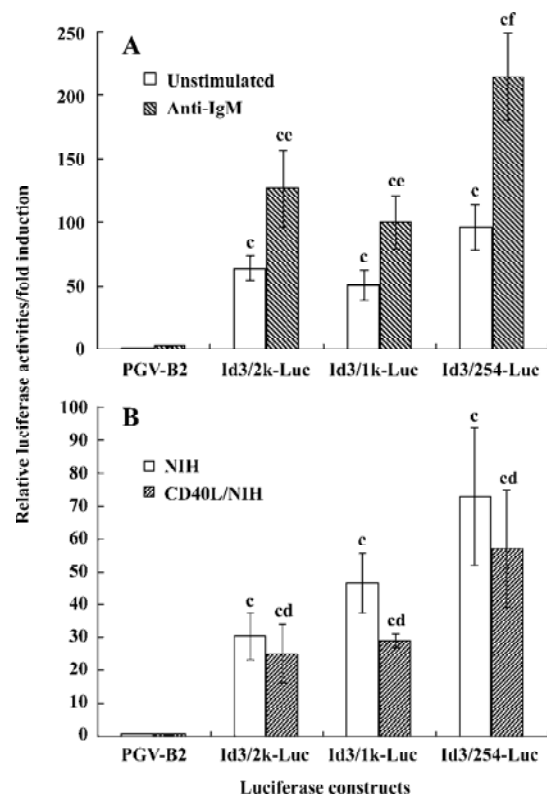 Relative luciferase activities/fold induction
A
Unstimulated
Anti-IgM
250
200
150
100
50
0
c
ce
c
ce
c
cf
PGV-B2 Id3/2k-Luc Id3/1k-Luc Id3/254-Luc
B
NIH
CD40L/NIH
100
90
80
70
60
50
40
30
20
10
0
c
cd
c
cd
c
cd
PGV-B2 Id3/2k-Luc Id3/1k-Luc Id3/254-Luc
Luciferase constructs